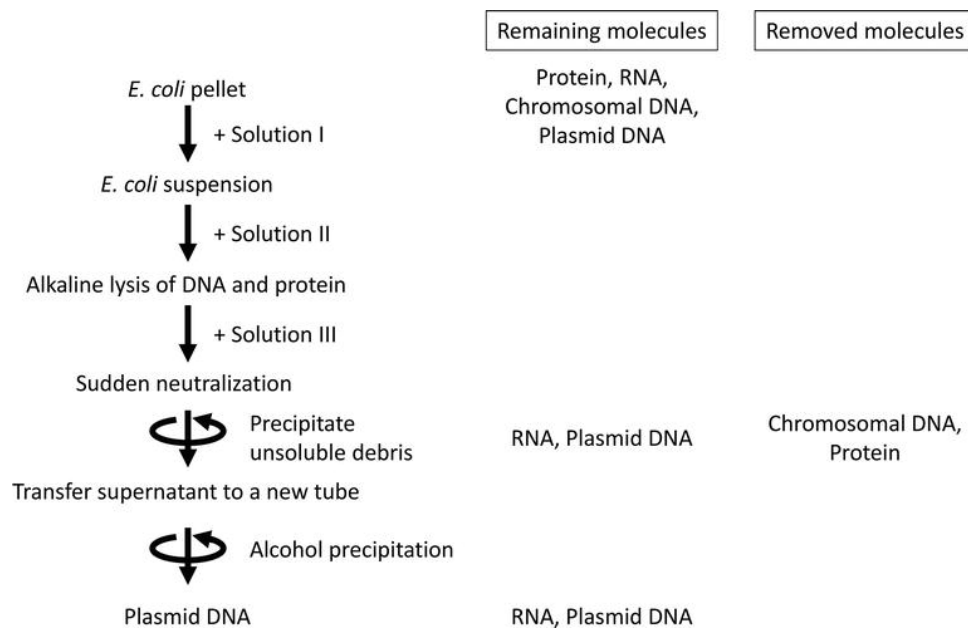 Remaining molecules
Removed molecules
E. coli pellet
Protein, RNA,
Chromosomal DNA,
Plasmid DNA
+ Solution I
E. coli suspension
+ Solution II
Alkaline lysis of DNA and protein
+ Solution III
Sudden neutralization
Precipitate
unsoluble debris
RNA, Plasmid DNA
Chromosomal DNA,
Protein
Transfer supernatant to a new tube
Alcohol precipitation
Plasmid DNA
RNA, Plasmid DNA